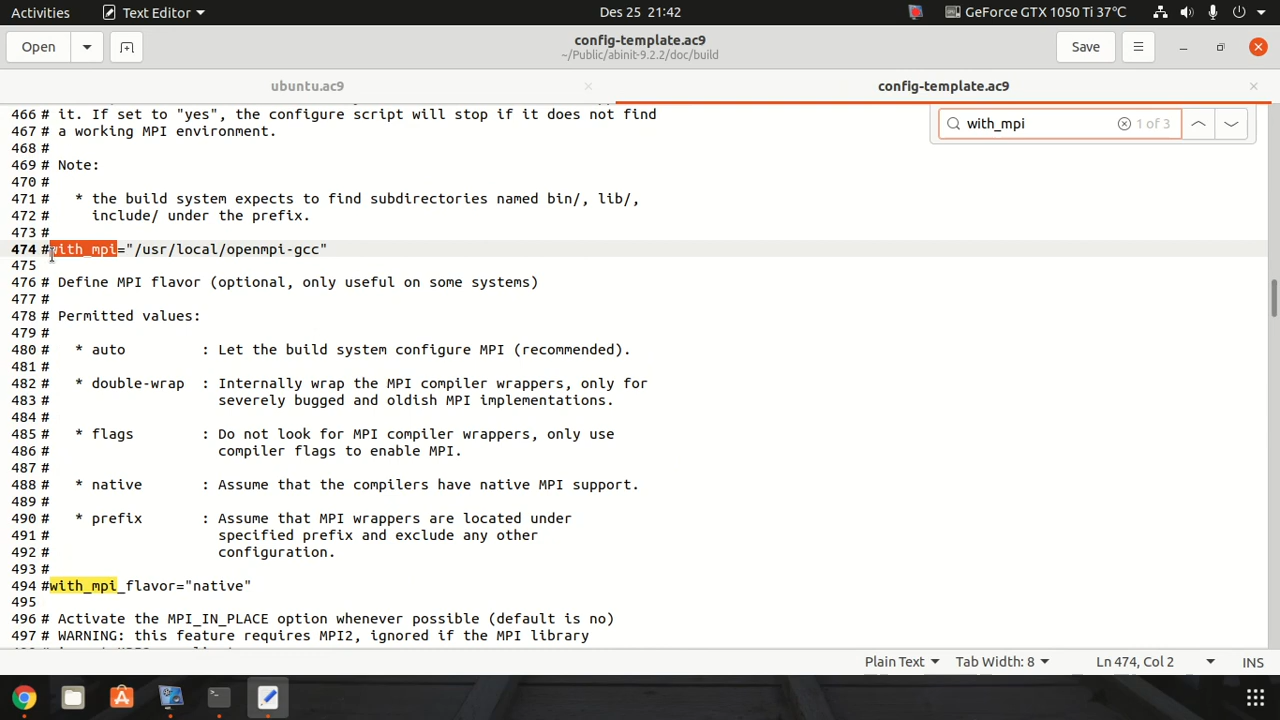 Activities Text Editor Des 25 21:42 GeForce GTX 1050 Ti 37°C
Open config-template.ac9 Save
~/Public/abinit-9.2.2/doc/build
ubuntu.ac9 config-template.ac9
with_mpi 1 of 3
466 # it. If set to "yes", the configure script will stop if it does not find
467 # a working MPI environment.
468 #
469 # Note:
470 #
471 # * the build system expects to find subdirectories named bin/, lib/,
472 # include/ under the prefix.
473 #
474 #with_mpi="/usr/local/openmpi-gcc"
475
476 # Define MPI flavor (optional, only useful on some systems)
477 #
478 # Permitted values:
479 #
480 # * auto : Let the build system configure MPI (recommended).
481 #
482 # * double-wrap : Internally wrap the MPI compiler wrappers, only for
483 # severely bugged and oldish MPI implementations.
484 #
485 # * flags : Do not look for MPI compiler wrappers, only use
486 # compiler flags to enable MPI.
487 #
488 # * native : Assume that the compilers have native MPI support.
489 #
490 # * prefix : Assume that MPI wrappers are located under
491 # specified prefix and exclude any other
492 # configuration.
493 #
494 #with_mpi_flavor="native"
495
496 # Activate the MPI_IN_PLACE option whenever possible (default is no)
497 # WARNING: this feature requires MPI2, ignored if the MPI library
Plain Text Tab Width: 8 Ln 474, Col 2 INS